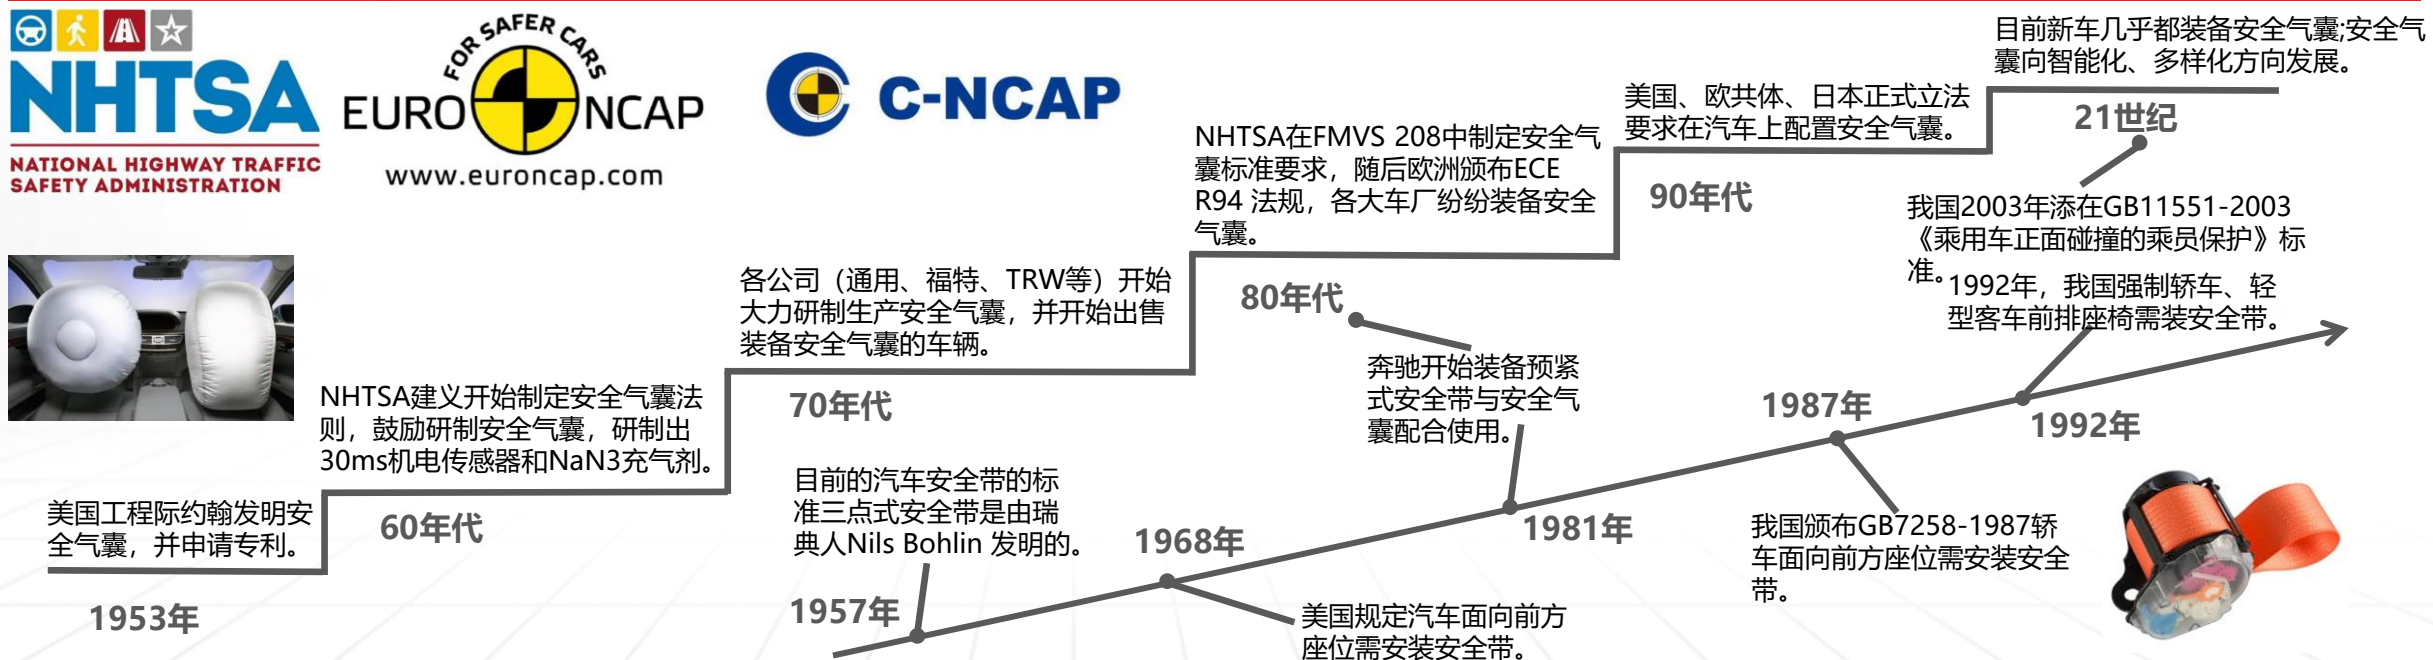 NHTSA
NATIONAL HIGHWAY TRAFFIC
SAFETY ADMINISTRATION
FOR SAFER CARS
EURO NCAP
www.euroncap.com
C-NCAP
美国工程际约翰发明安
全气囊，并申请专利。
1953年
NHTSA建义开始制定安全气囊法
则，鼓励研制安全气囊，研制出
30ms机电传感器和NaN3充气剂。
60年代
各公司（通用、福特、TRW等）开始
大力研制生产安全气囊，并开始出售
装备安全气囊的车辆。
70年代
NHTSA在FMVS 208中制定安全气
囊标准要求，随后欧洲颁布ECE
R94 法规，各大车厂纷纷装备安全
气囊。
80年代
美国、欧共体、日本正式立法
要求在汽车上配置安全气囊。
90年代
目前新车几乎都装备安全气囊;安全气
囊向智能化、多样化方向发展。
21世纪
目前的汽车安全带的标
准三点式安全带是由瑞
典人Nils Bohlin 发明的。
1957年
1968年
美国规定汽车面向前方
座位需安装安全带。
奔驰开始装备预紧
式安全带与安全气
囊配合使用。
1981年
1987年
我国颁布GB7258-1987轿
车面向前方座位需安装安全
带。
1992年，我国强制轿车、轻
型客车前排座椅需装安全带。
1992年
我国2003年添在GB11551-2003
《乘用车正面碰撞的乘员保护》标
准。